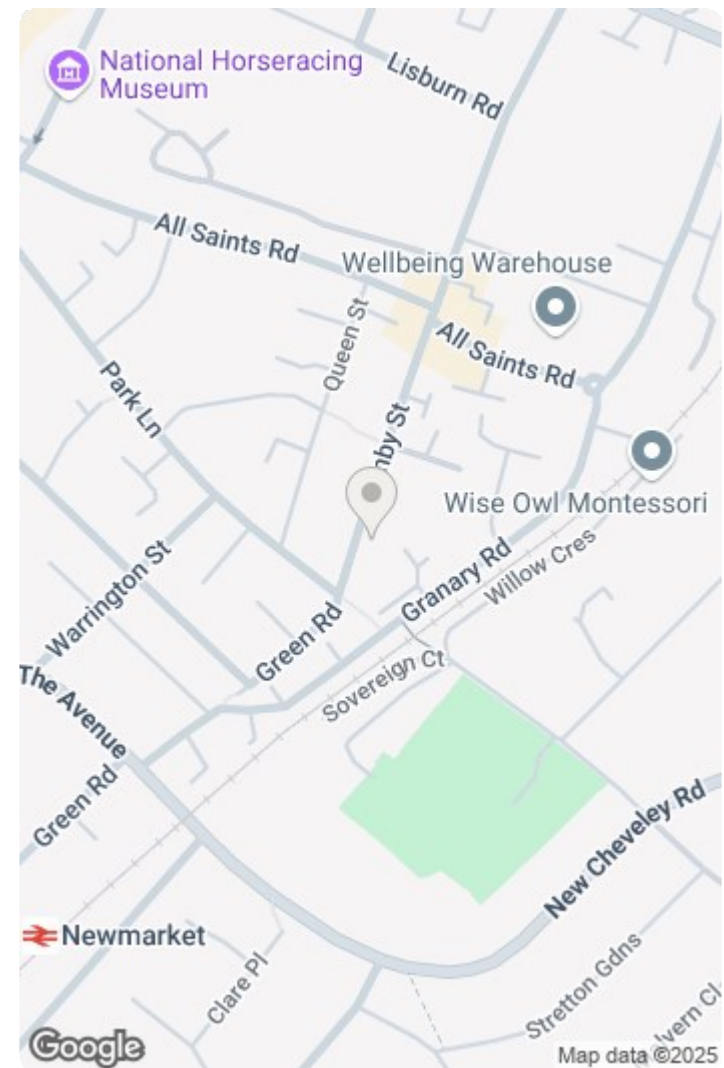 National Horseracing
Museum
Lisburn Rd
All Saints Rd
Wellbeing Warehouse
Queen St
All Saints Rd
Park Ln
Wise Owl Montessori
Granary Rd
Willow Cres
Warrington St
Green Rd
Sovereign Ct
The Avenue
Green Rd
New Cheveley Rd
Newmarket
Clare Pl
Stretton Gdns
Google
Map data ©2025